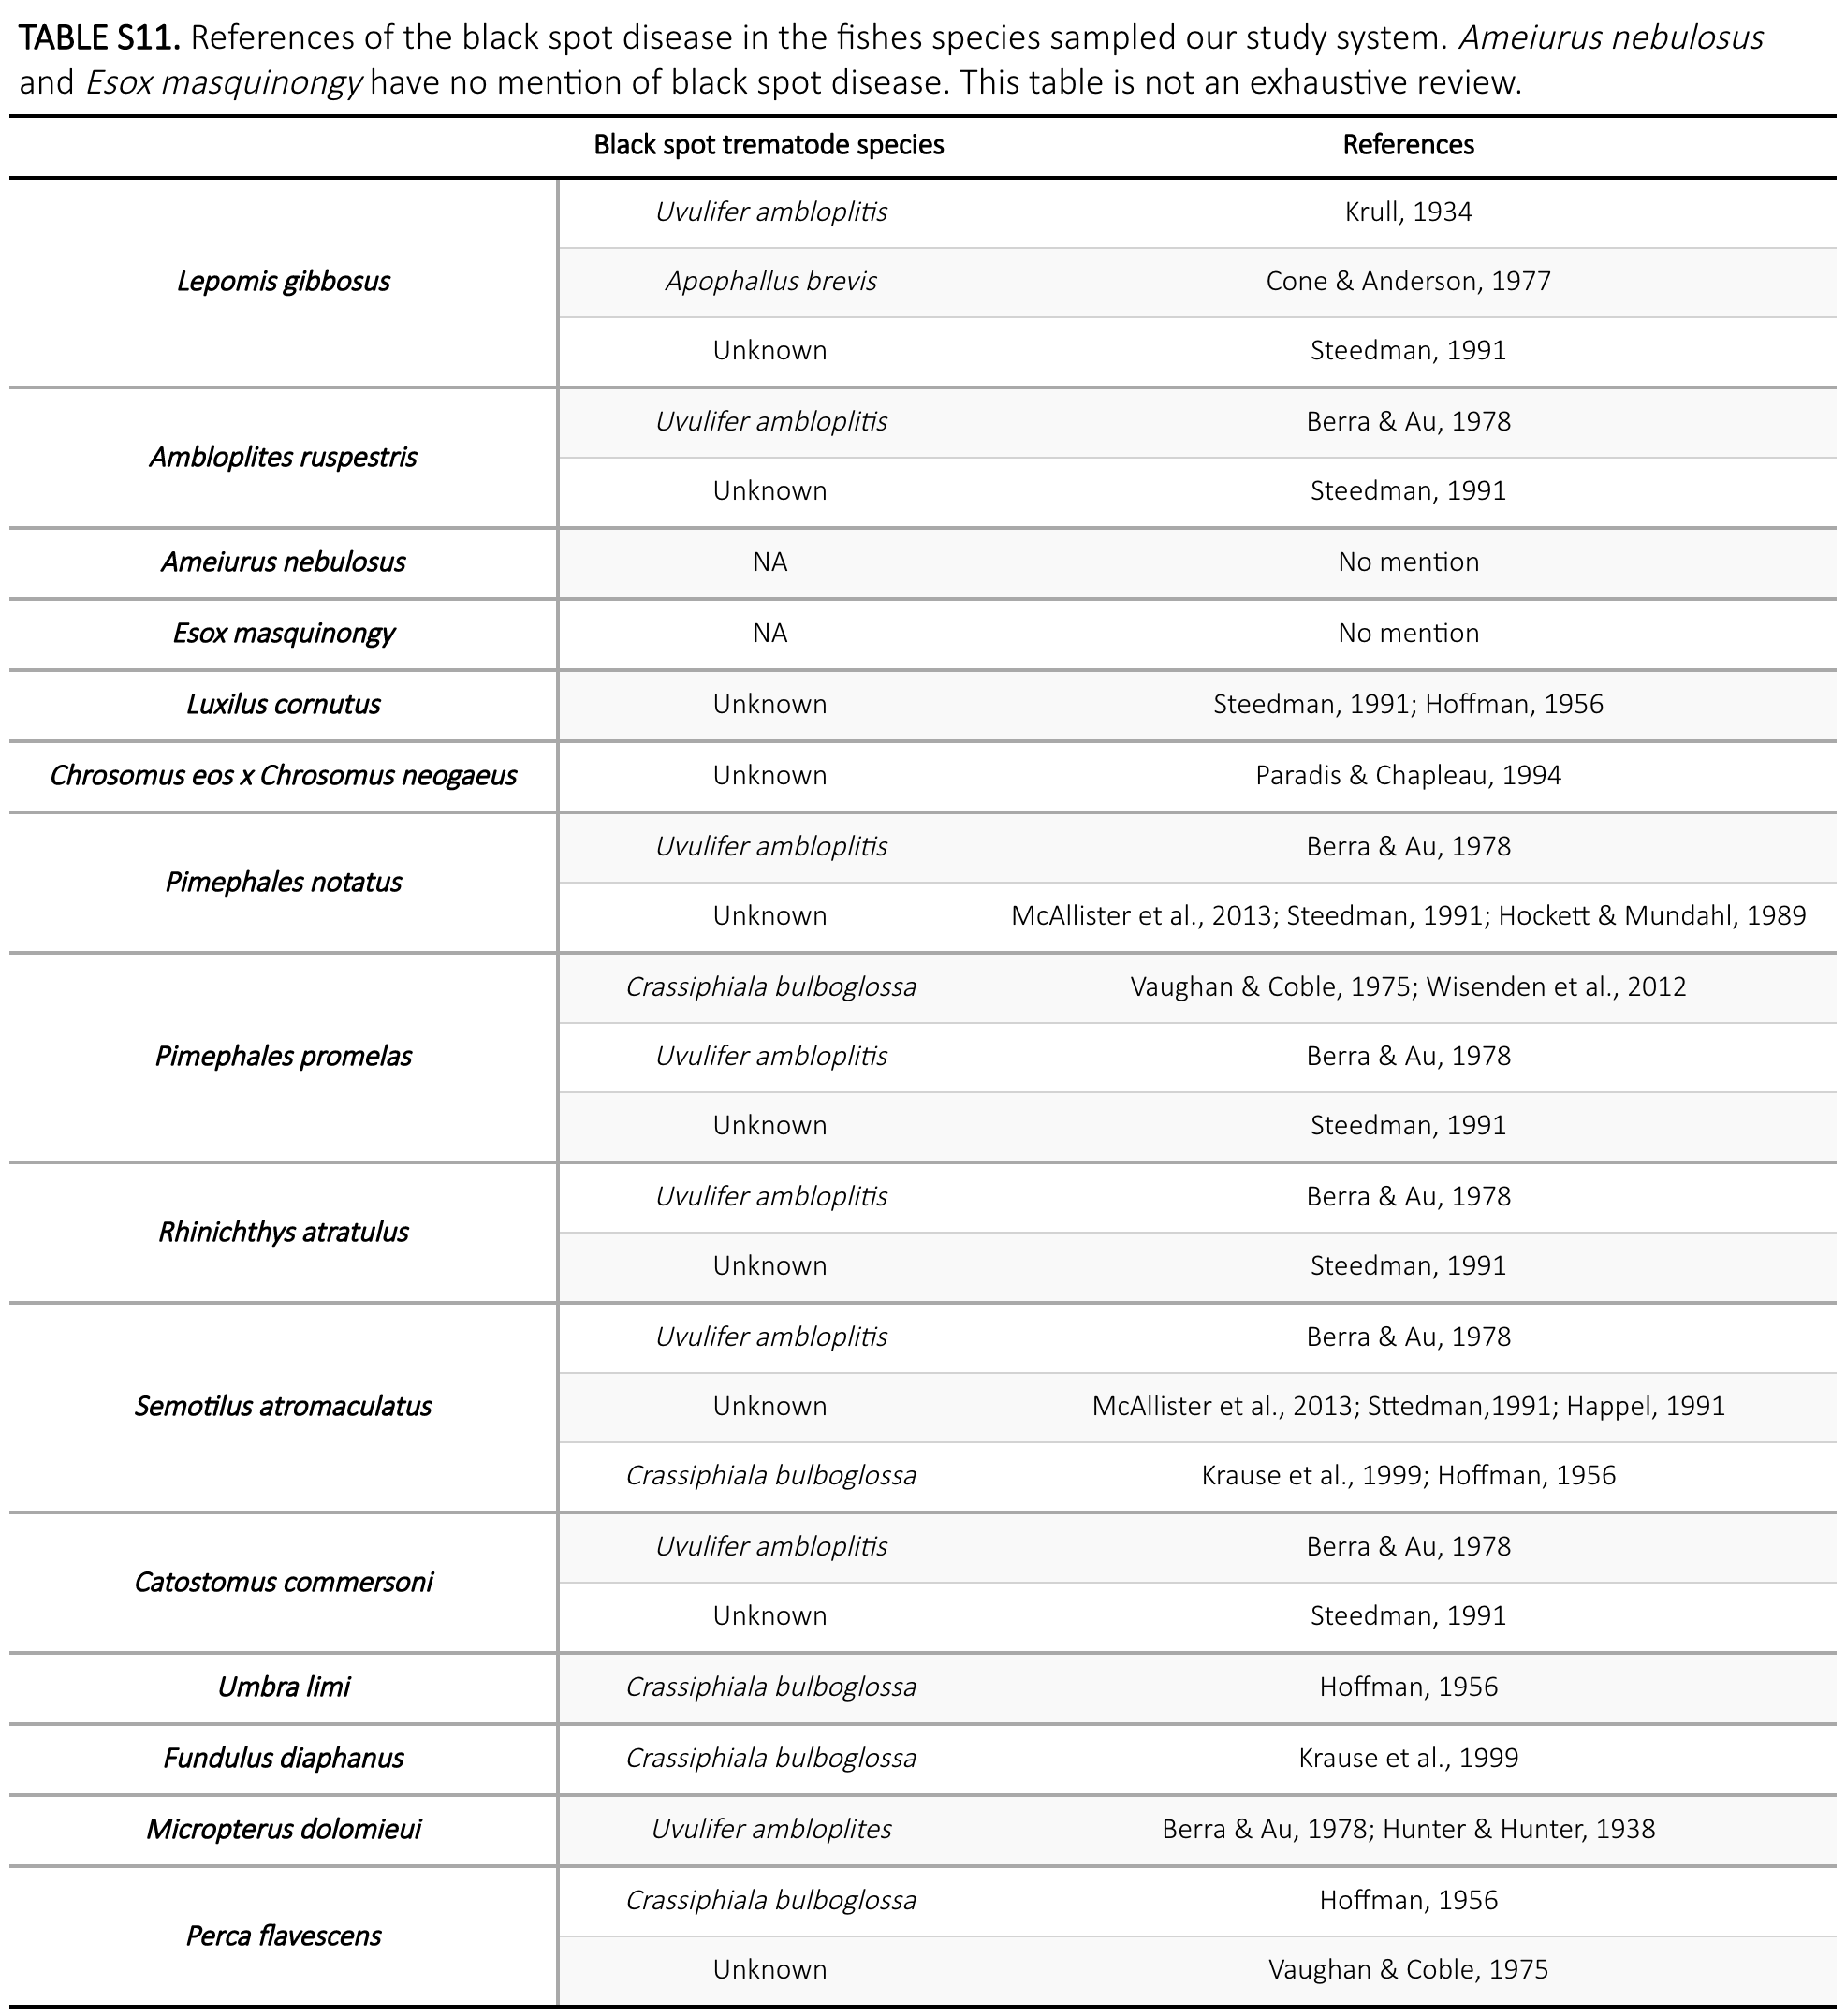 TABLE S11. References of the black spot disease in the fishes species sampled our study system. Ameiurus nebulosus
and Esox masquinongy have no mention of black spot disease. This table is not an exhaustive review.
Black spot trematode species References
Lepomis gibbosus
Uvulifer ambloplitis Krull, 1934
Apophallus brevis Cone & Anderson, 1977
Unknown Steedman, 1991
Ambloplites ruspestris
Uvulifer ambloplitis Berra & Au, 1978
Unknown Steedman, 1991
Ameiurus nebulosus NA No mention
Esox masquinongy NA No mention
Luxilus cornutus Unknown Steedman, 1991; Hoffman, 1956
Chrosomus eos x Chrosomus neogaeus Unknown Paradis & Chapleau, 1994
Pimephales notatus
Uvulifer ambloplitis Berra & Au, 1978
Unknown McAllister et al., 2013; Steedman, 1991; Hockett & Mundahl, 1989
Pimephales promelas
Crassiphiala bulboglossa Vaughan & Coble, 1975; Wisenden et al., 2012
Uvulifer ambloplitis Berra & Au, 1978
Unknown Steedman, 1991
Rhinichthys atratulus
Uvulifer ambloplitis Berra & Au, 1978
Unknown Steedman, 1991
Semotilus atromaculatus
Uvulifer ambloplitis Berra & Au, 1978
Unknown McAllister et al., 2013; Sttedman,1991; Happel, 1991
Crassiphiala bulboglossa Krause et al., 1999; Hoffman, 1956
Catostomus commersoni
Uvulifer ambloplitis Berra & Au, 1978
Unknown Steedman, 1991
Umbra limi Crassiphiala bulboglossa Hoffman, 1956
Fundulus diaphanus Crassiphiala bulboglossa Krause et al., 1999
Micropterus dolomieui Uvulifer ambloplites Berra & Au, 1978; Hunter & Hunter, 1938
Perca flavescens
Crassiphiala bulboglossa Hoffman, 1956
Unknown Vaughan & Coble, 1975